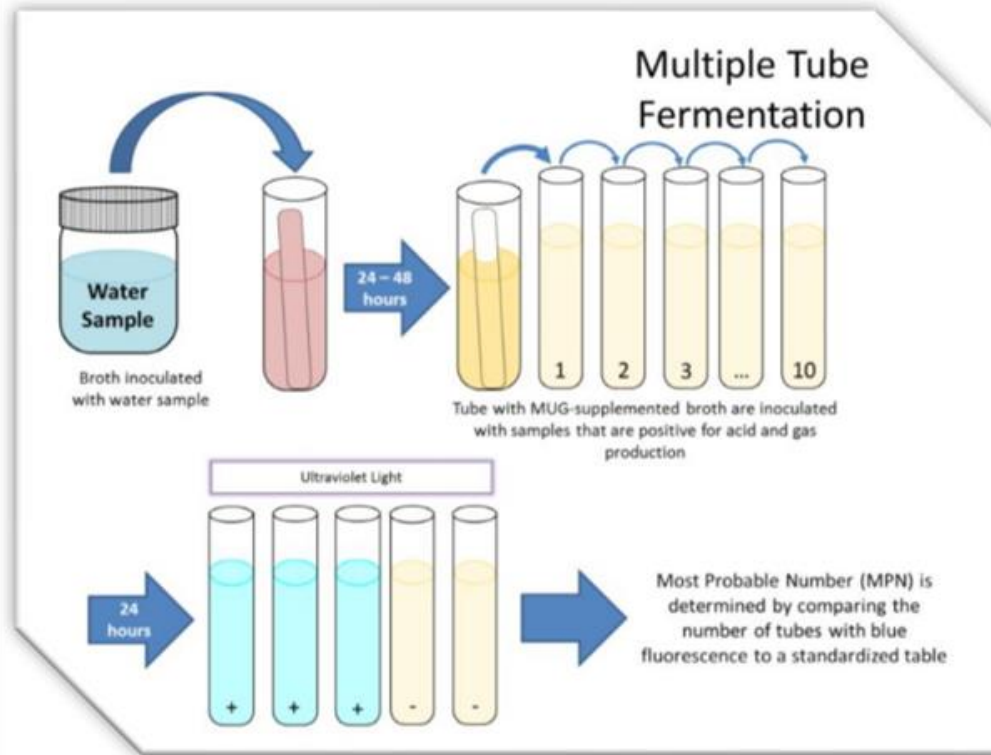 Multiple Tube
Fermentation
Water
Sample
Broth inoculated
with water sample
24 – 48
hours
1 2 3 ... 10
Tube with MUG-supplemented broth are inoculated
with samples that are positive for acid and gas
production
Ultraviolet Light
24
hours
+ + + - -
Most Probable Number (MPN) is
determined by comparing the
number of tubes with blue
fluorescence to a standardized table